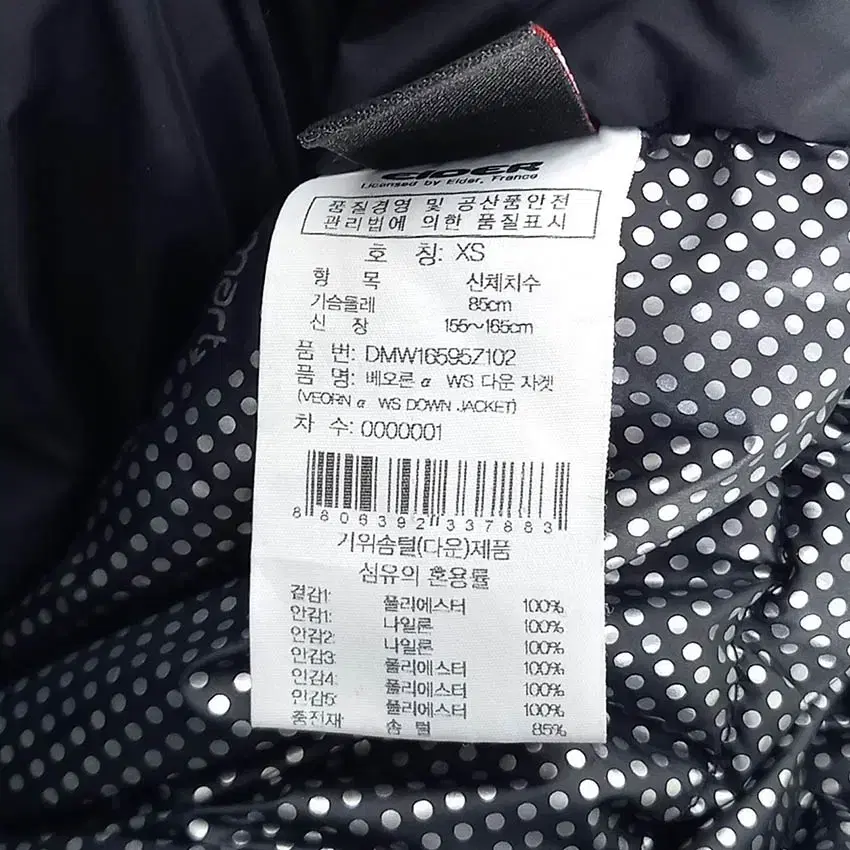 EIDER
Licensed by Eider, France
품질경영 및 공산품안전
관리법에 의한 품질표시
호 칭: XS
항 목 신체치수
가슴둘레 85cm
신 장 155~165cm
품 번: DMW16595Z102
품 명: 베오론 α WS 다운 자켓
(VEORN α WS DOWN JACKET)
차 수: 0000001
8 806392 337883
거위솜털(다운)제품
섬유의 혼용률
겉감1: 폴리에스터 100%
안감1: 나일론 100%
안감2: 나일론 100%
안감3: 폴리에스터 100%
안감4: 폴리에스터 100%
안감5: 폴리에스터 100%
충전재: 솜털 85%